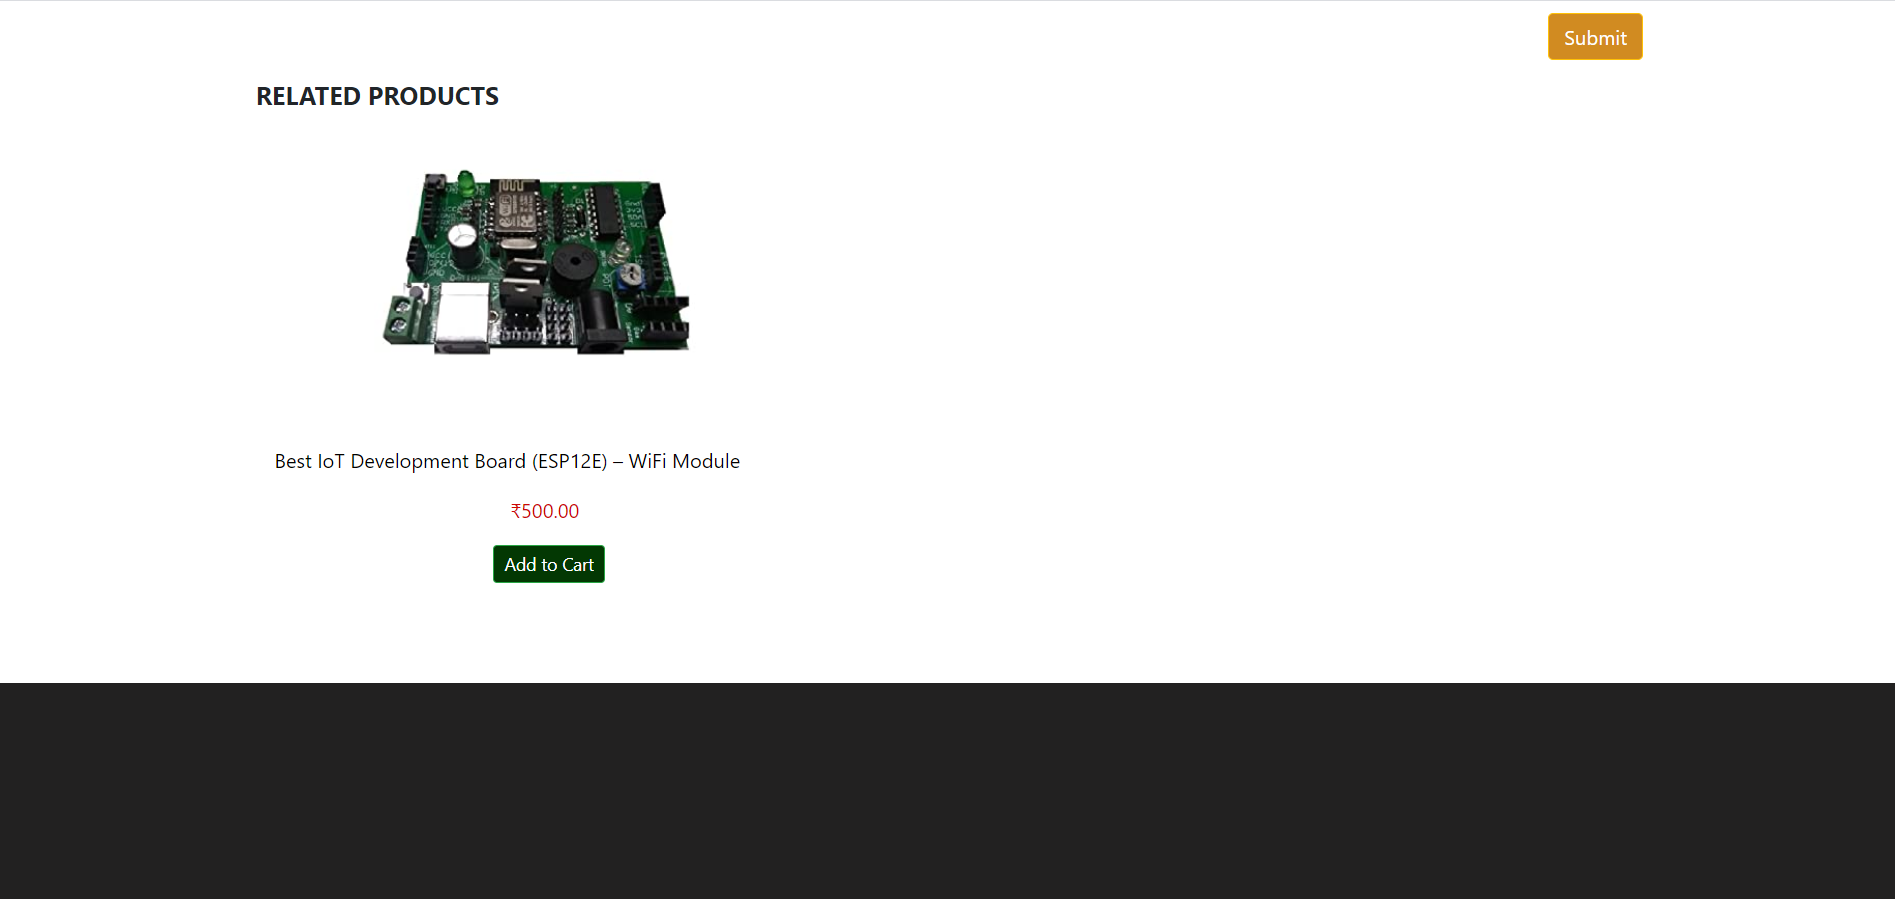 Submit
RELATED PRODUCTS
Best IoT Development Board (ESP12E) – WiFi Module
₹500.00
Add to Cart